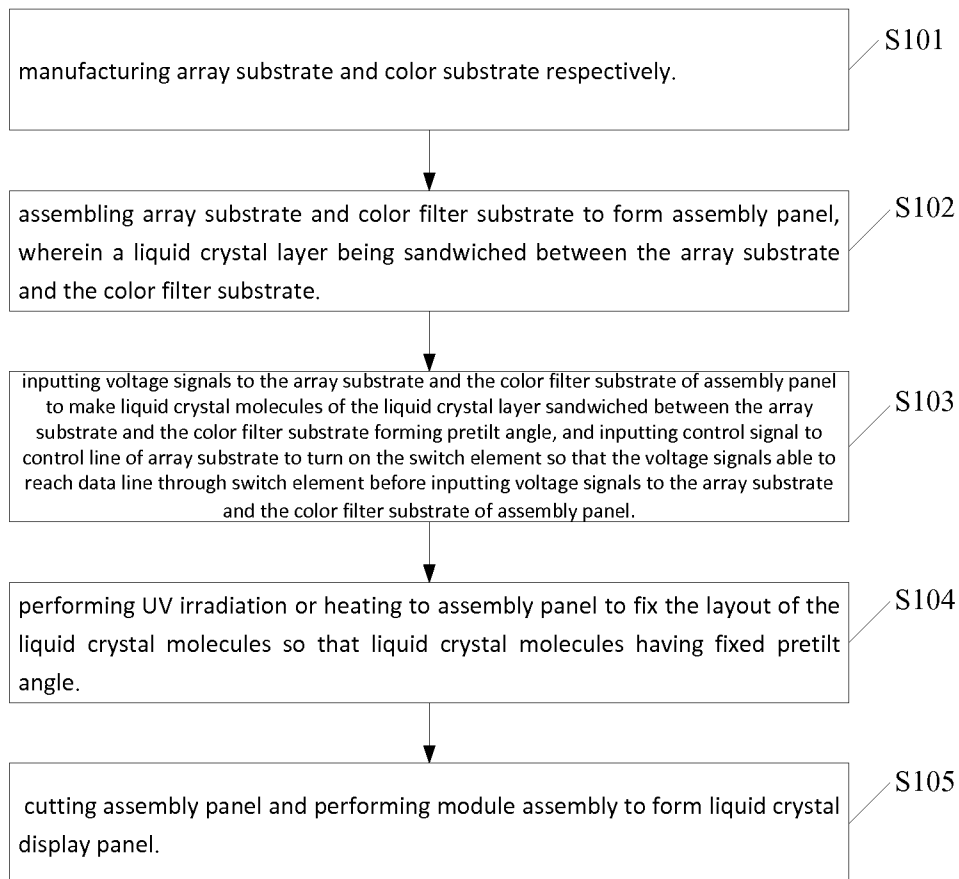 manufacturing array substrate and color substrate respectively.
S101
assembling array substrate and color filter substrate to form assembly panel,
wherein a liquid crystal layer being sandwiched between the array substrate
and the color filter substrate.
S102
inputting voltage signals to the array substrate and the color filter substrate of assembly panel
to make liquid crystal molecules of the liquid crystal layer sandwiched between the array
substrate and the color filter substrate forming pretilt angle, and inputting control signal to
control line of array substrate to turn on the switch element so that the voltage signals able to
reach data line through switch element before inputting voltage signals to the array substrate
and the color filter substrate of assembly panel.
S103
performing UV irradiation or heating to assembly panel to fix the layout of the
liquid crystal molecules so that liquid crystal molecules having fixed pretilt
angle.
S104
cutting assembly panel and performing module assembly to form liquid crystal
display panel.
S105